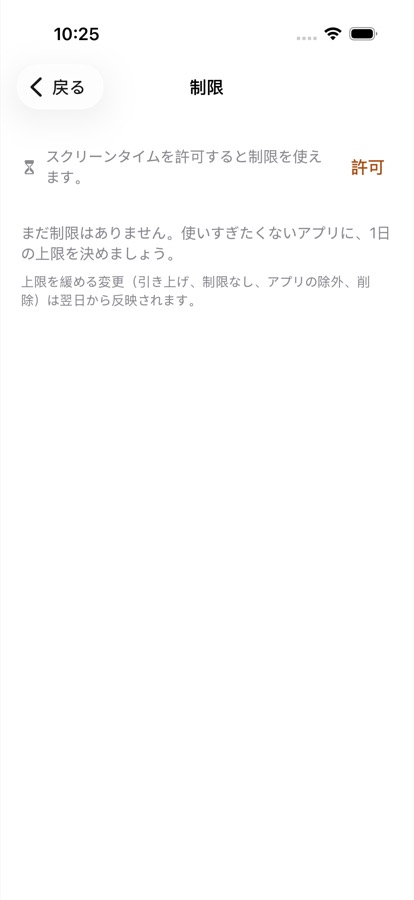 10:25
戻る
制限
スクリーンタイムを許可すると制限を使え
ます。
許可
まだ制限はありません。使いすぎたくないアプリに、1日
の上限を決めましょう。
上限を緩める変更（引き上げ、制限なし、アプリの除外、削
除）は翌日から反映されます。